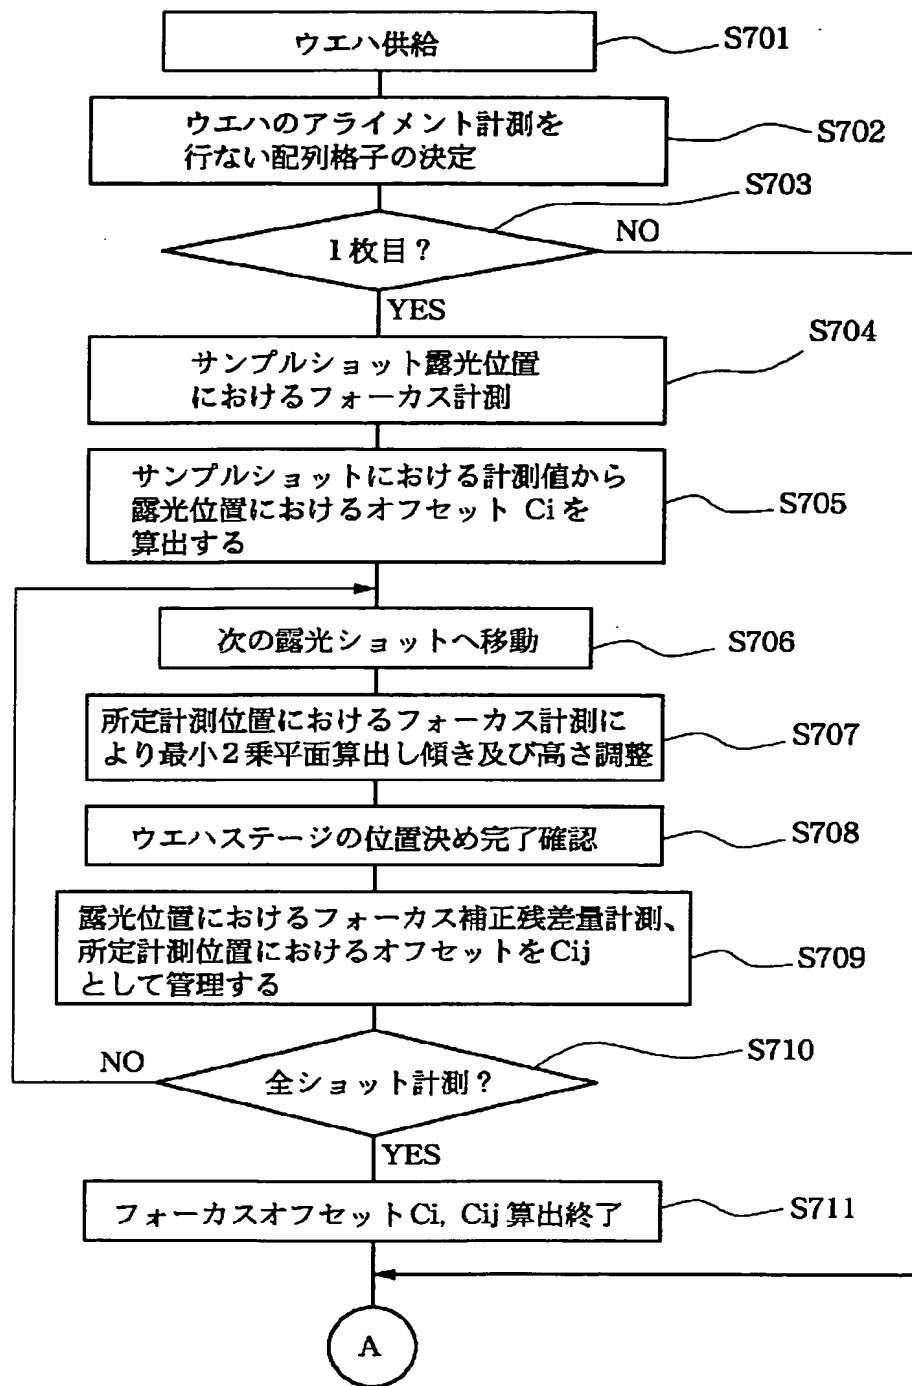 ウエハ供給
S701
ウエハのアライメント計測を
行ない配列格子の決定
S702
S703
1枚目？
NO
YES
S704
サンプルショット露光位置
におけるフォーカス計測
サンプルショットにおける計測値から
露光位置におけるオフセット Ciを
算出する
S705
次の露光ショットへ移動
S706
所定計測位置におけるフォーカス計測に
より最小2乗平面算出し傾き及び高さ調整
S707
ウエハステージの位置決め完了確認
S708
露光位置におけるフォーカス補正残差量計測、
所定計測位置におけるオフセットをCij
として管理する
S709
S710
NO
全ショット計測？
YES
フォーカスオフセットCi, Cij算出終了
S711
A